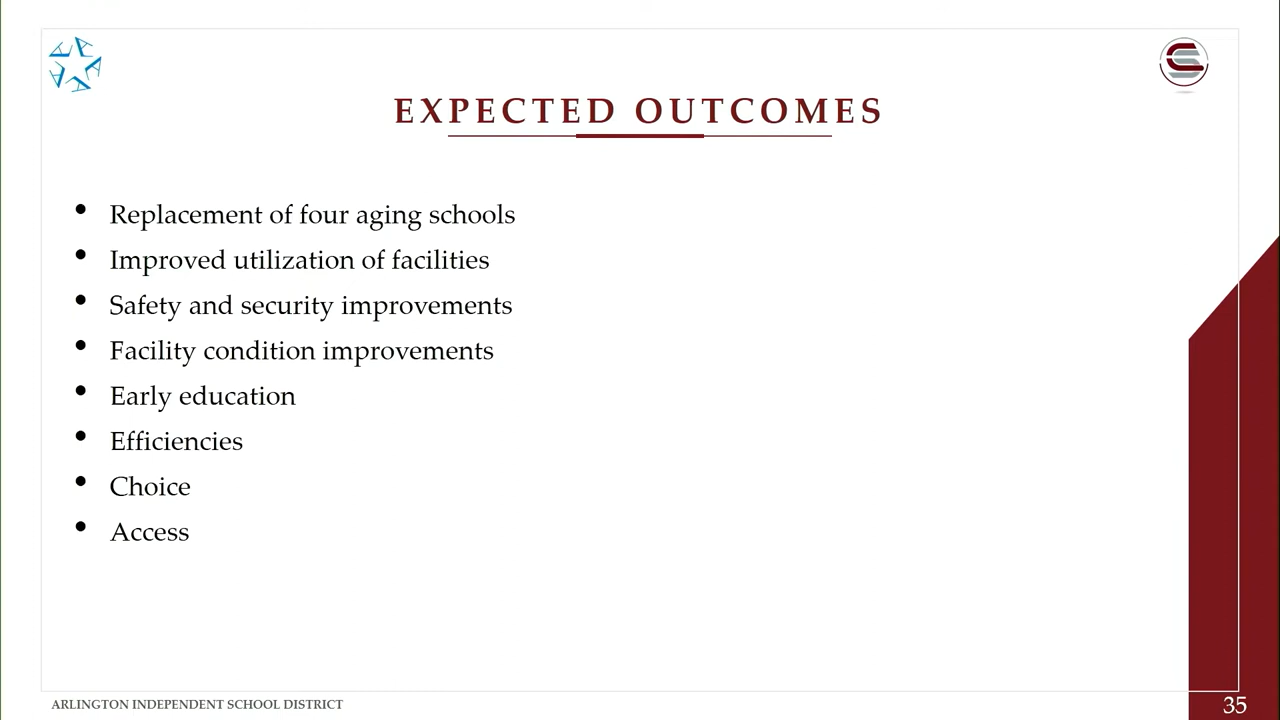 EXPECTED OUTCOMES
• Replacement of four aging schools
• Improved utilization of facilities
• Safety and security improvements
• Facility condition improvements
• Early education
• Efficiencies
• Choice
• Access
ARLINGTON INDEPENDENT SCHOOL DISTRICT
35